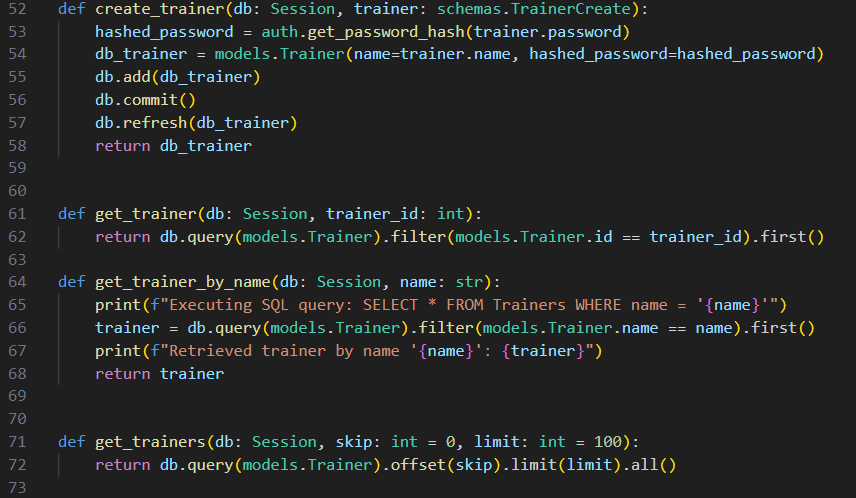 52 def create_trainer(db: Session, trainer: schemas.TrainerCreate):
53     hashed_password = auth.get_password_hash(trainer.password)
54     db_trainer = models.Trainer(name=trainer.name, hashed_password=hashed_password)
55     db.add(db_trainer)
56     db.commit()
57     db.refresh(db_trainer)
58     return db_trainer
59
60
61 def get_trainer(db: Session, trainer_id: int):
62     return db.query(models.Trainer).filter(models.Trainer.id == trainer_id).first()
63
64 def get_trainer_by_name(db: Session, name: str):
65     print(f"Executing SQL query: SELECT * FROM Trainers WHERE name = '{name}'")
66     trainer = db.query(models.Trainer).filter(models.Trainer.name == name).first()
67     print(f"Retrieved trainer by name '{name}': {trainer}")
68     return trainer
69
70
71 def get_trainers(db: Session, skip: int = 0, limit: int = 100):
72     return db.query(models.Trainer).offset(skip).limit(limit).all()
73